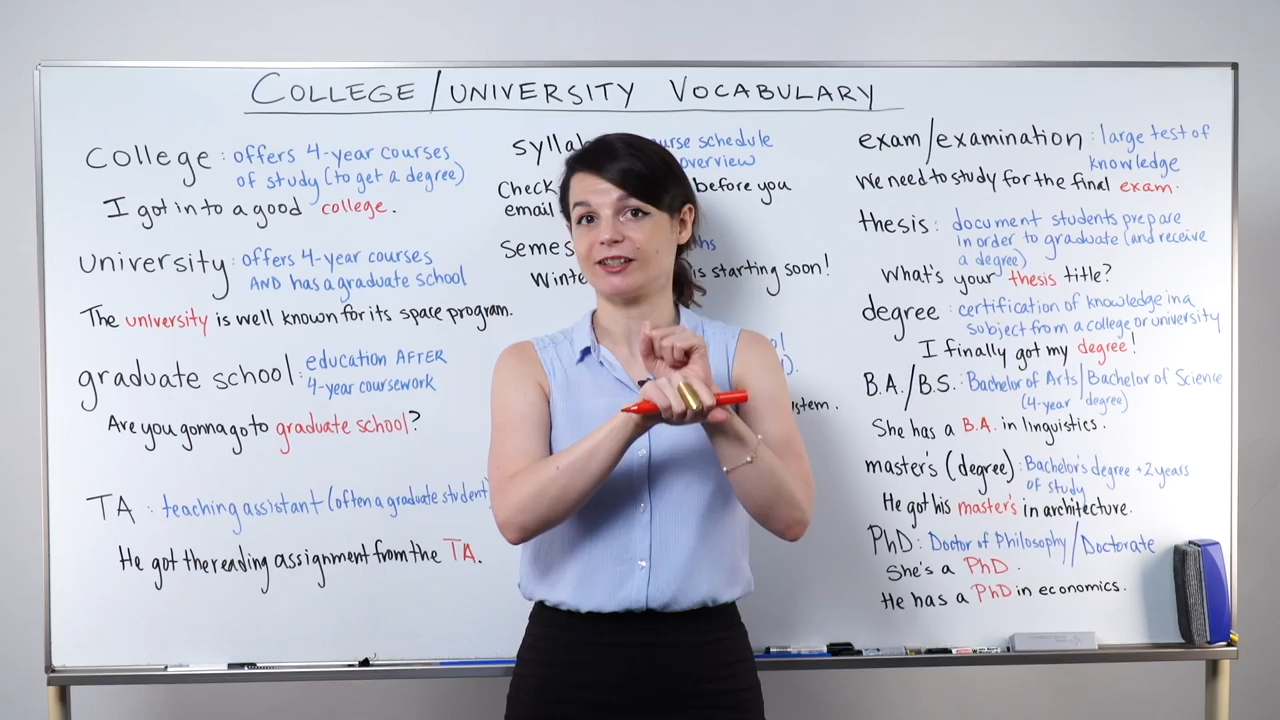 COLLEGE/UNIVERSITY VOCABULARY
college : offers 4-year courses
of study (to get a degree)
I got in to a good college.
university : offers 4-year courses
AND has a graduate school
The university is well known for its space program.
graduate school : education AFTER
4-year coursework
Are you gonna go to graduate school?
TA : teaching assistant (often a graduate student
He got the reading assignment from the TA.
schedule
overview
Check before you
email
Winte is starting soon!
exam/examination : large test of
knowledge
We need to study for the final exam.
thesis : document students prepare
in order to graduate (and receive
a degree)
What's your thesis title?
degree : certification of knowledge in a
subject from a college or university
I finally got my degree!
B.A./B.S. : Bachelor of Arts/Bachelor of Science
(4-year degree)
She has a B.A. in linguistics.
master's (degree) : Bachelor's degree +2 years
of study
He got his master's in architecture.
PhD : Doctor of Philosophy/Doctorate
She's a PhD.
He has a PhD in economics.